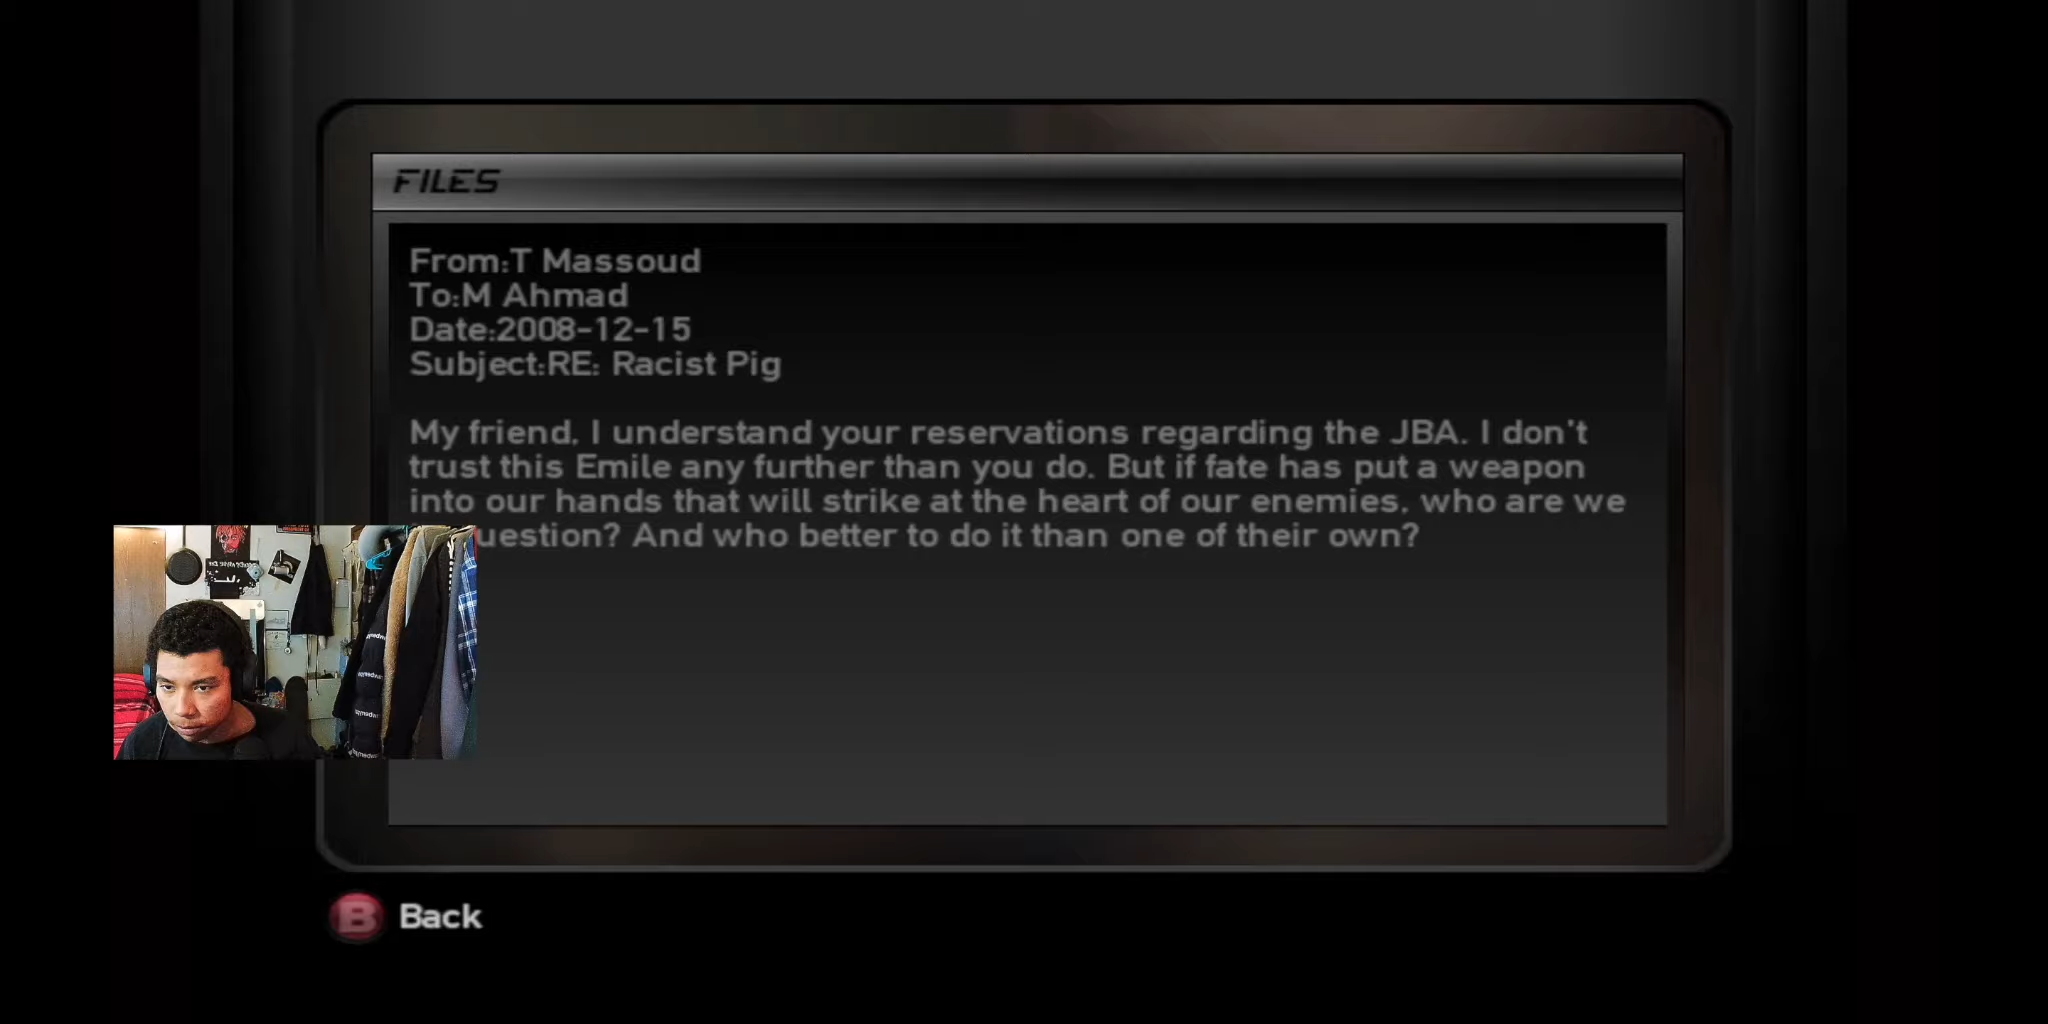 FILES
From:T Massoud
To:M Ahmad
Date:2008-12-15
Subject:RE: Racist Pig
My friend, I understand your reservations regarding the JBA. I don't
trust this Emile any further than you do. But if fate has put a weapon
into our hands that will strike at the heart of our enemies, who are we
uestion? And who better to do it than one of their own?
B Back